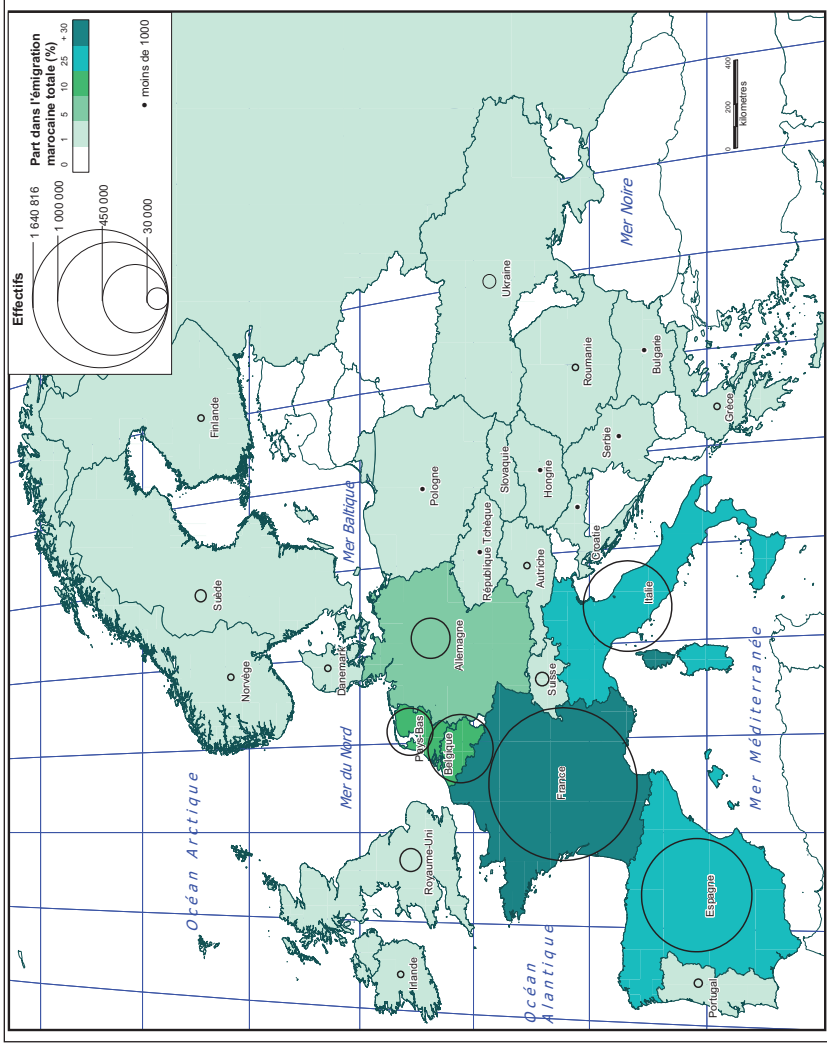 Effectifs
1 640 816
1 000 000
450 000
30 000
Part dans l'émigration
marocaine totale (%)
0 1 5 10 25 + 30
moins de 1000
Océan Arctique
Mer du Nord
Mer Baltique
Mer Noire
Océan
Alantique
Mer Méditerranée
Norvège
Suède
Finlande
Danemark
Irlande
Royaume-Uni
Pays-Bas
Belgique
Allemagne
Pologne
République Tchèque
Slovaquie
Ukraine
Autriche
Hongrie
Roumanie
Suisse
France
Croatie
Serbie
Bulgarie
Italie
Grèce
Espagne
Portugal
0 200 400
kilometres